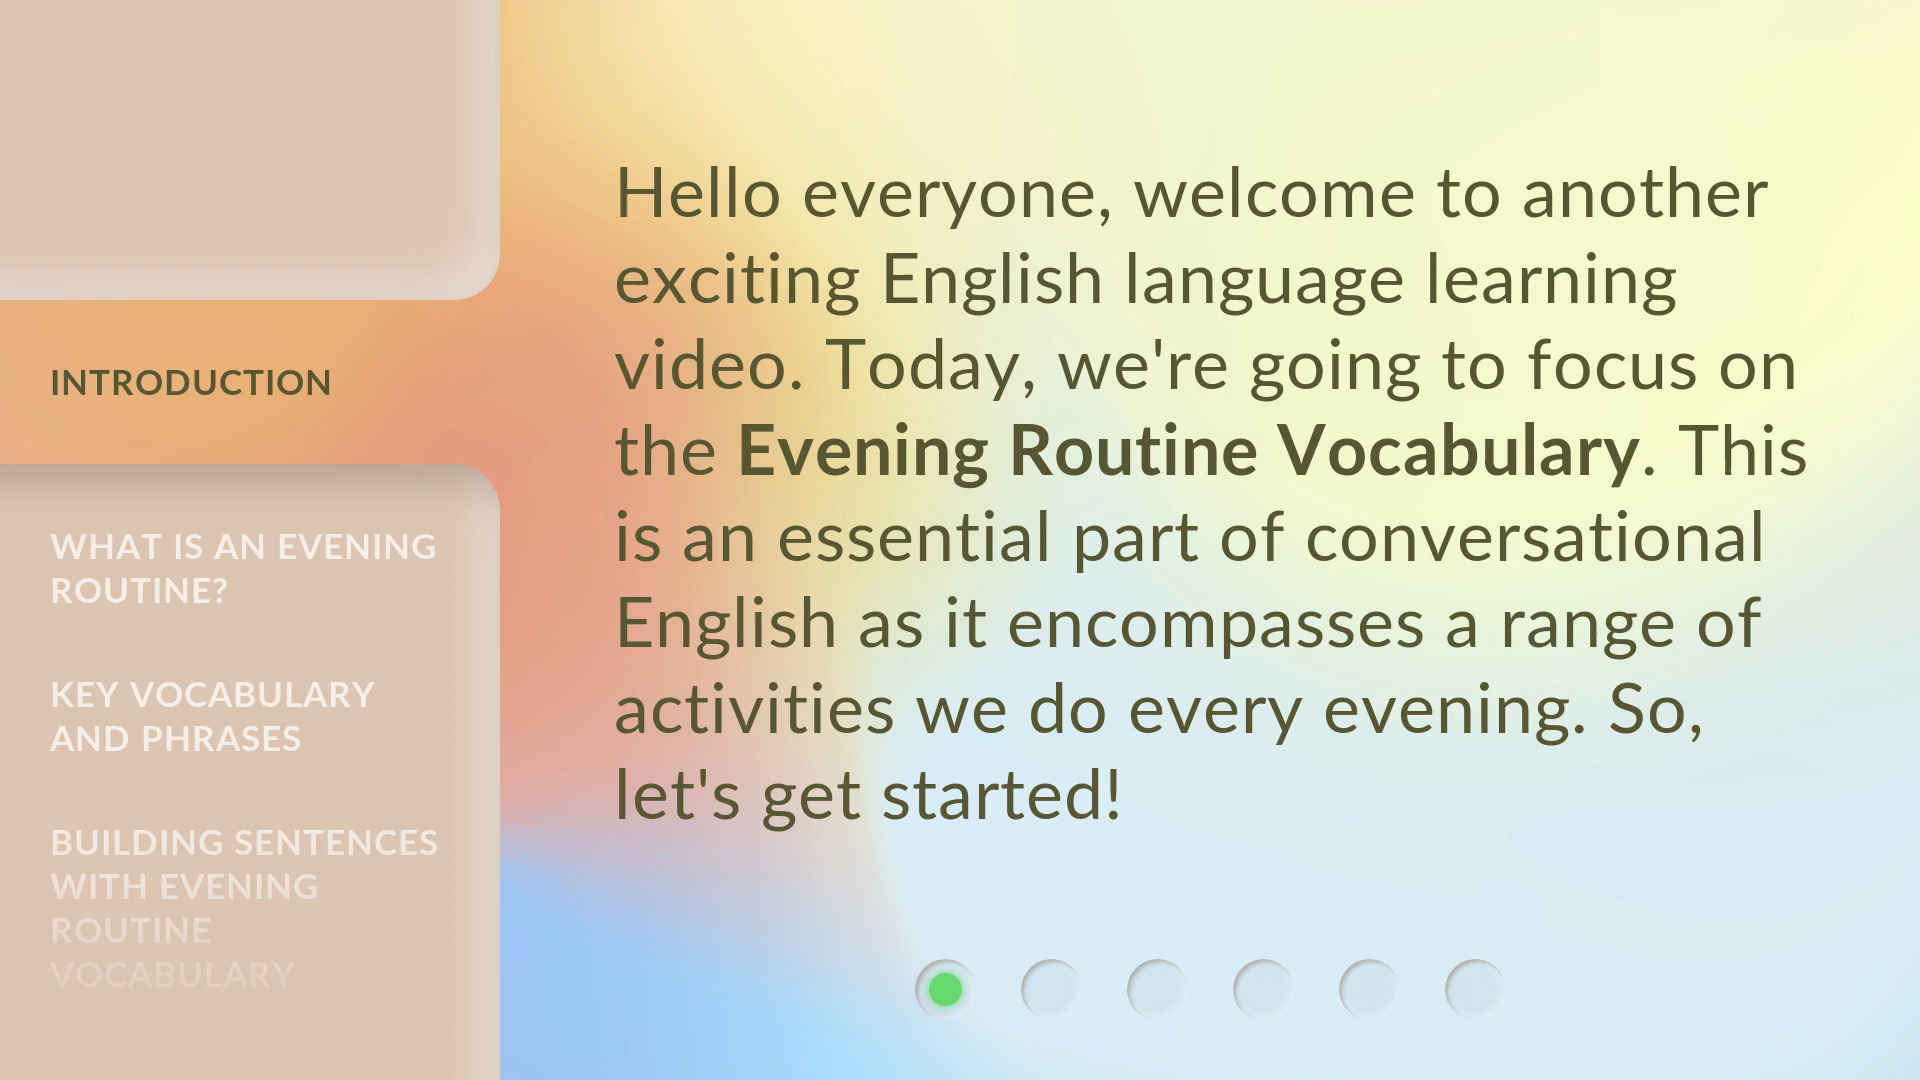 INTRODUCTION
WHAT IS AN EVENING
ROUTINE?
KEY VOCABULARY
AND PHRASES
BUILDING SENTENCES
WITH EVENING
ROUTINE
VOCABULARY
Hello everyone, welcome to another
exciting English language learning
video. Today, we're going to focus on
the Evening Routine Vocabulary. This
is an essential part of conversational
English as it encompasses a range of
activities we do every evening. So,
let's get started!